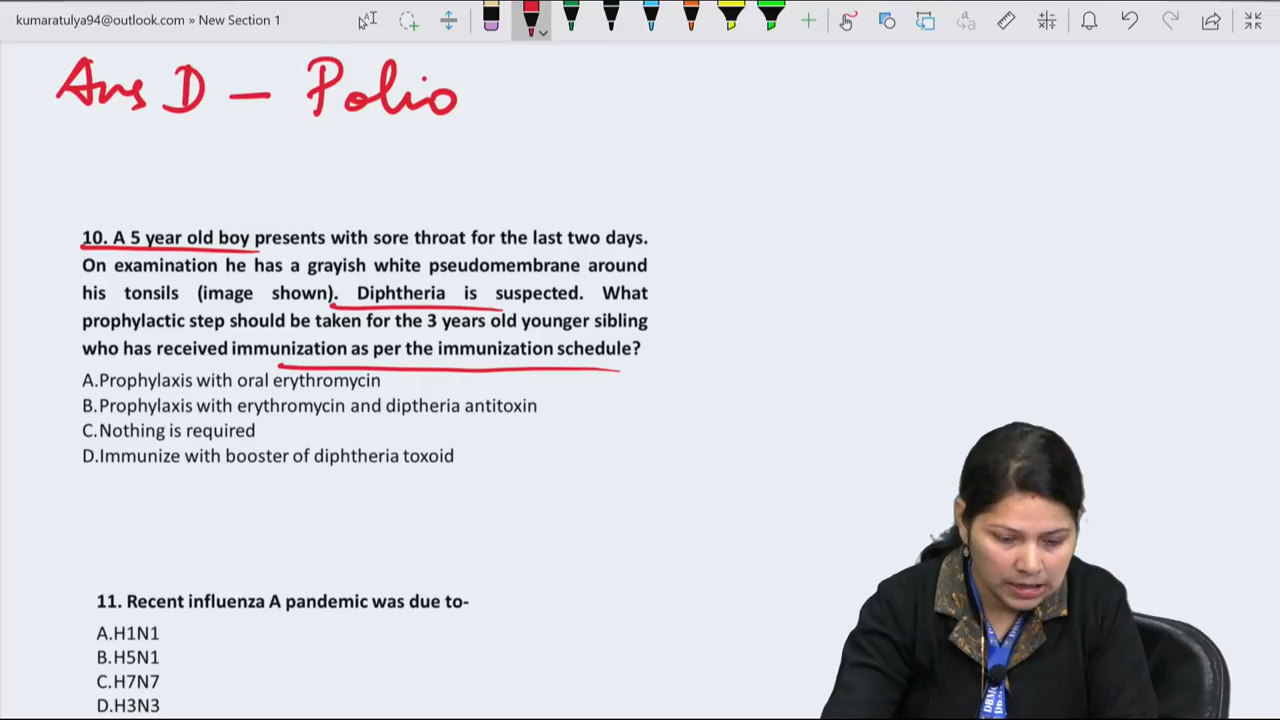 kumaratulya94@outlook.com » New Section 1
Ans D – Polio
10. A 5 year old boy presents with sore throat for the last two days.
On examination he has a grayish white pseudomembrane around
his tonsils (image shown). Diphtheria is suspected. What
prophylactic step should be taken for the 3 years old younger sibling
who has received immunization as per the immunization schedule?
A.Prophylaxis with oral erythromycin
B.Prophylaxis with erythromycin and diptheria antitoxin
C.Nothing is required
D.Immunize with booster of diphtheria toxoid
11. Recent influenza A pandemic was due to-
A.H1N1
B.H5N1
C.H7N7
D.H3N3
DBMC